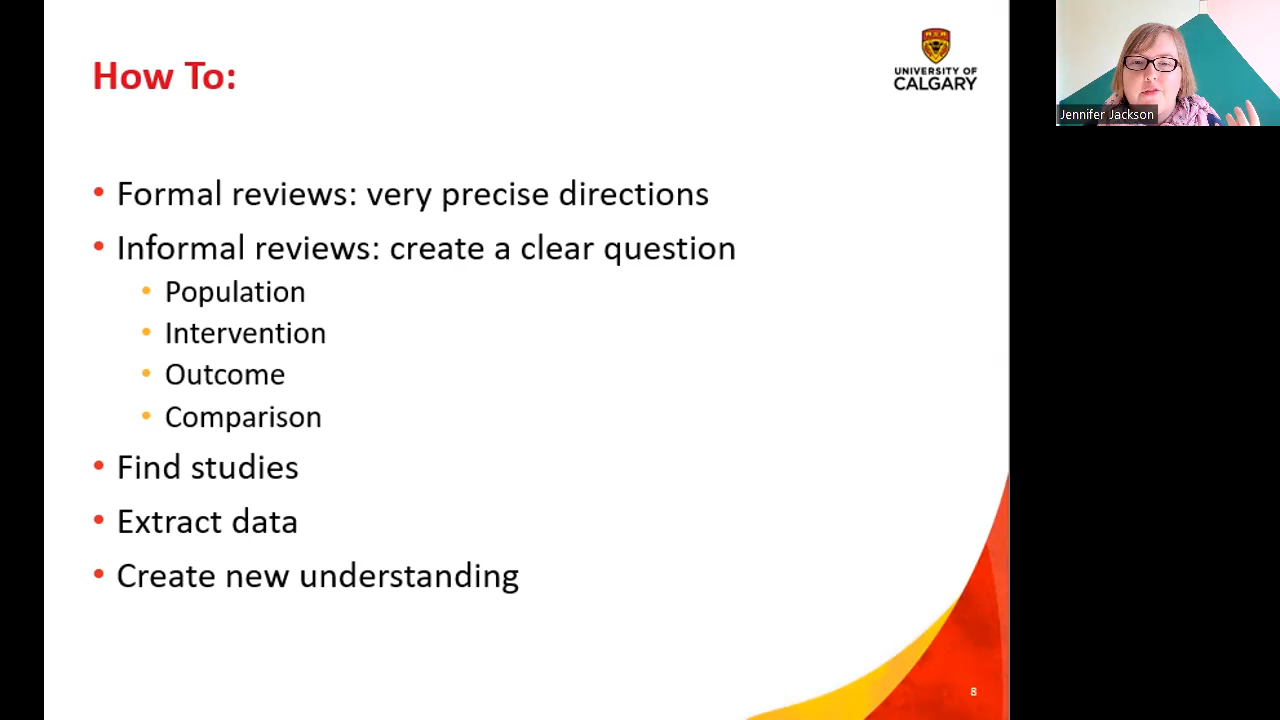 How To:
UNIVERSITY OF
CALGARY
Jennifer Jackson
• Formal reviews: very precise directions
• Informal reviews: create a clear question
• Population
• Intervention
• Outcome
• Comparison
• Find studies
• Extract data
• Create new understanding
8